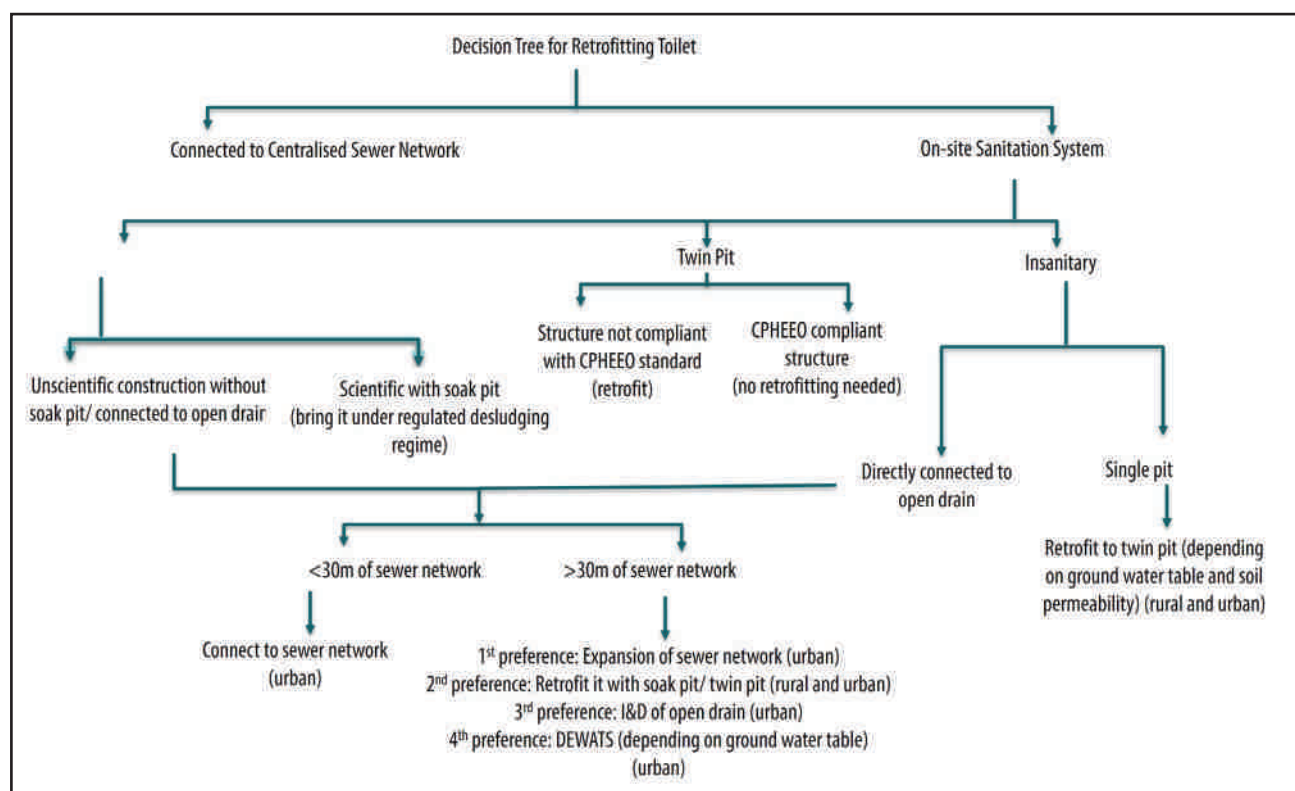 Decision Tree for Retrofitting Toilet
Connected to Centralised Sewer Network
On-site Sanitation System
Twin Pit
Insanitary
Unscientific construction without
soak pit/ connected to open drair
Scientific with soak pit
(bring it under regulated desludging
regime)
Structure not compliant
with CPHEEO standard
(retrofit)
CPHEEO compliant
structure
(no retrofitting needed)
Directly connected to
open drain
Single pit
Retrofit to twin pit (depending
on ground water table and soil
permeability) (rural and urban)
<30m of sewer network
>30m of sewer network
Connect to sewer network
(urban)
1st preference: Expansion of sewer network (urban)
2nd preference: Retrofit it with soak pit/ twin pit (rural and urban)
3rd preference: I&D of open drain (urban)
4th preference: DEWATS (depending on ground water table)
(urban)